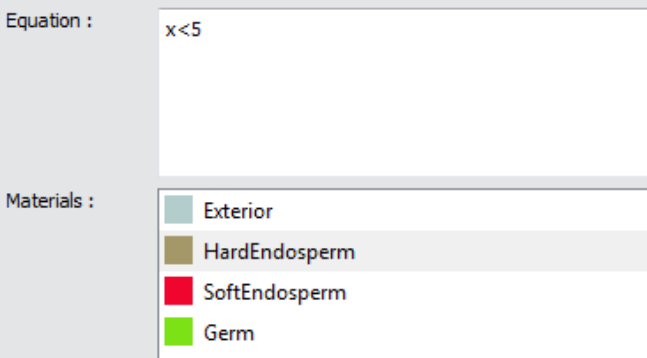 Equation :
x<5
Materials :
Exterior
HardEndosperm
SoftEndosperm
Germ